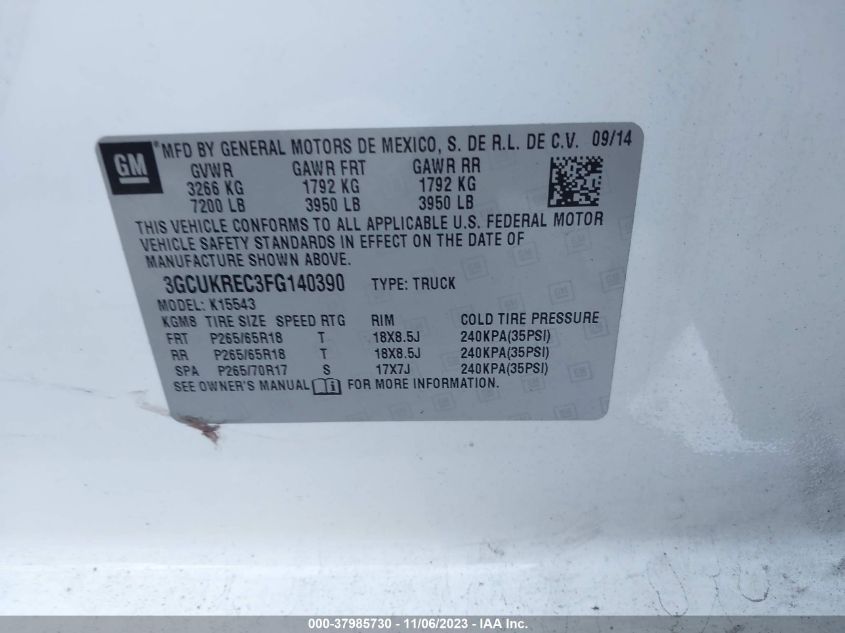 GM ® MFD BY GENERAL MOTORS DE MEXICO, S. DE R.L. DE C.V. 09/14
GVWR GAWR FRT GAWR RR
3266 KG 1792 KG 1792 KG
7200 LB 3950 LB 3950 LB
THIS VEHICLE CONFORMS TO ALL APPLICABLE U.S. FEDERAL MOTOR
VEHICLE SAFETY STANDARDS IN EFFECT ON THE DATE OF
MANUFACTURE SHOWN ABOVE.
3GCUKREC3FG140390 TYPE: TRUCK
MODEL: K15543
KGMS TIRE SIZE SPEED RTG RIM COLD TIRE PRESSURE
FRT P265/65R18 T 18X8.5J 240KPA(35PSI)
RR P265/65R18 T 18X8.5J 240KPA(35PSI)
SPA P265/70R17 S 17X7J 240KPA(35PSI)
SEE OWNER'S MANUAL FOR MORE INFORMATION.
000-37985730 - 11/06/2023 - IAA Inc.